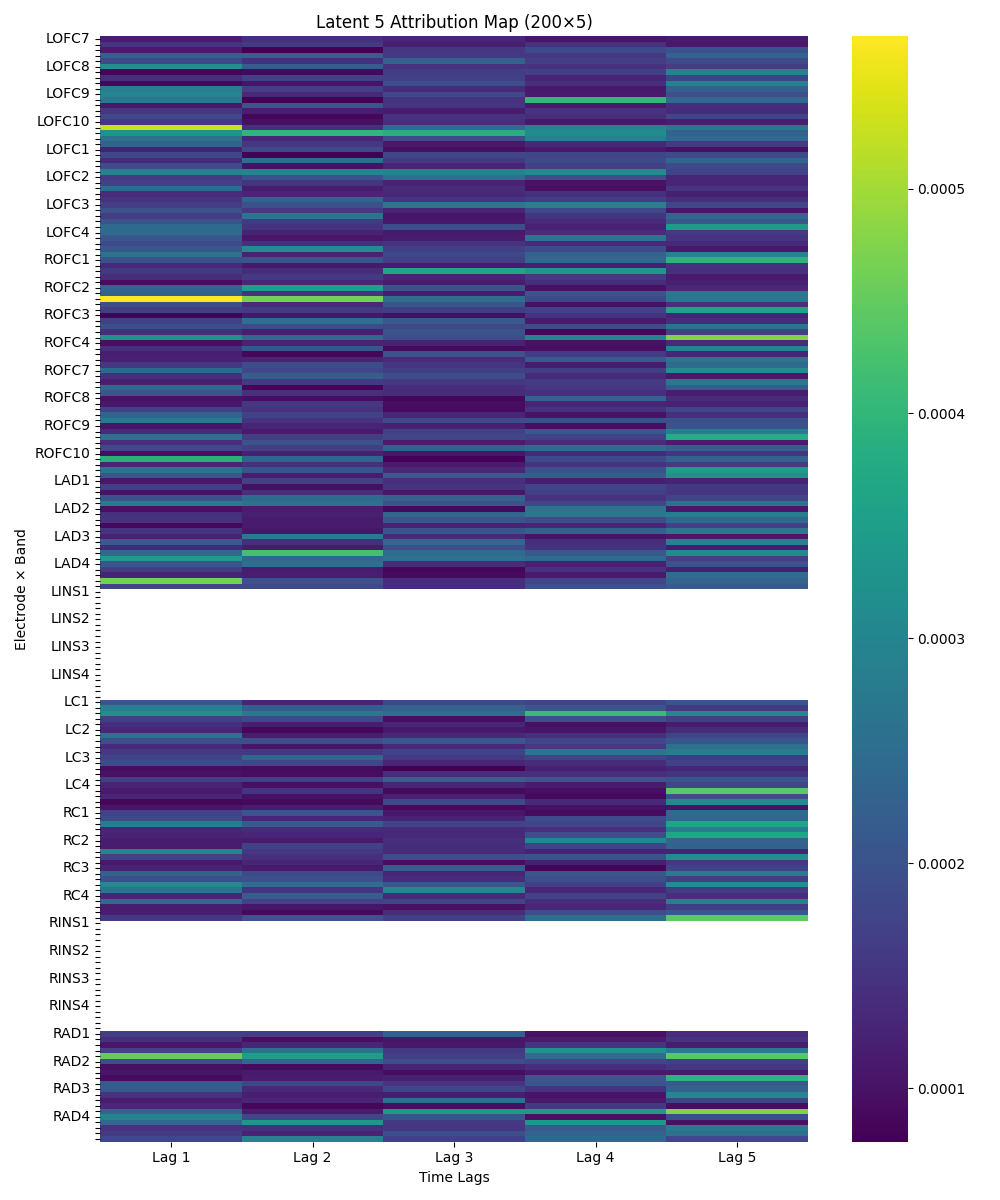 Latent 5 Attribution Map (200×5)
LOFC7
LOFC8
LOFC9
LOFC10
LOFC1
LOFC2
LOFC3
LOFC4
ROFC1
ROFC2
ROFC3
ROFC4
ROFC7
ROFC8
ROFC9
ROFC10
LAD1
LAD2
LAD3
LAD4
LINS1
LINS2
LINS3
LINS4
LC1
LC2
LC3
LC4
RC1
RC2
RC3
RC4
RINS1
RINS2
RINS3
RINS4
RAD1
RAD2
RAD3
RAD4
Electrode × Band
Lag 1 Lag 2 Lag 3 Lag 4 Lag 5
Time Lags
0.0005
0.0004
0.0003
0.0002
0.0001